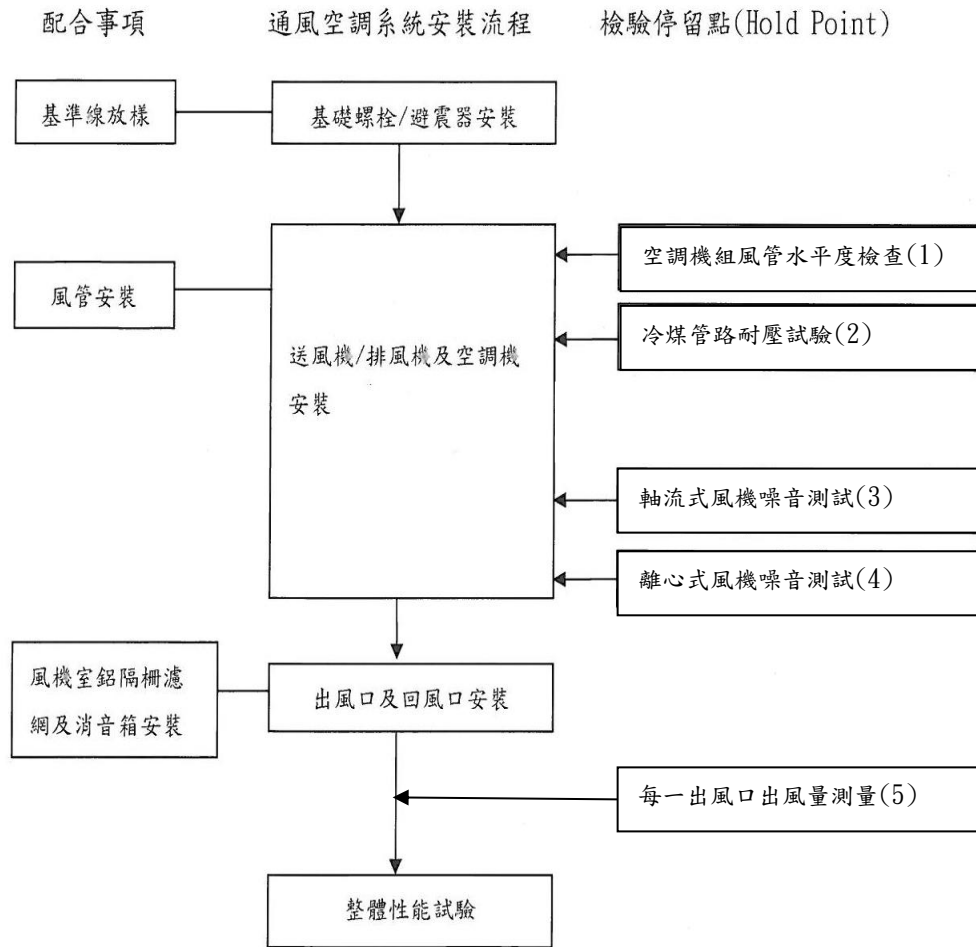 配合事項
通風空調系統安裝流程
檢驗停留點(Hold Point)
基準線放樣
基礎螺栓/避震器安裝
空調機組風管水平度檢查(1)
風管安裝
冷煤管路耐壓試驗(2)
送風機/排風機及空調機
安裝
軸流式風機噪音測試(3)
離心式風機噪音測試(4)
風機室鋁隔柵濾
網及消音箱安裝
出風口及回風口安裝
每一出風口出風量測量(5)
整體性能試驗